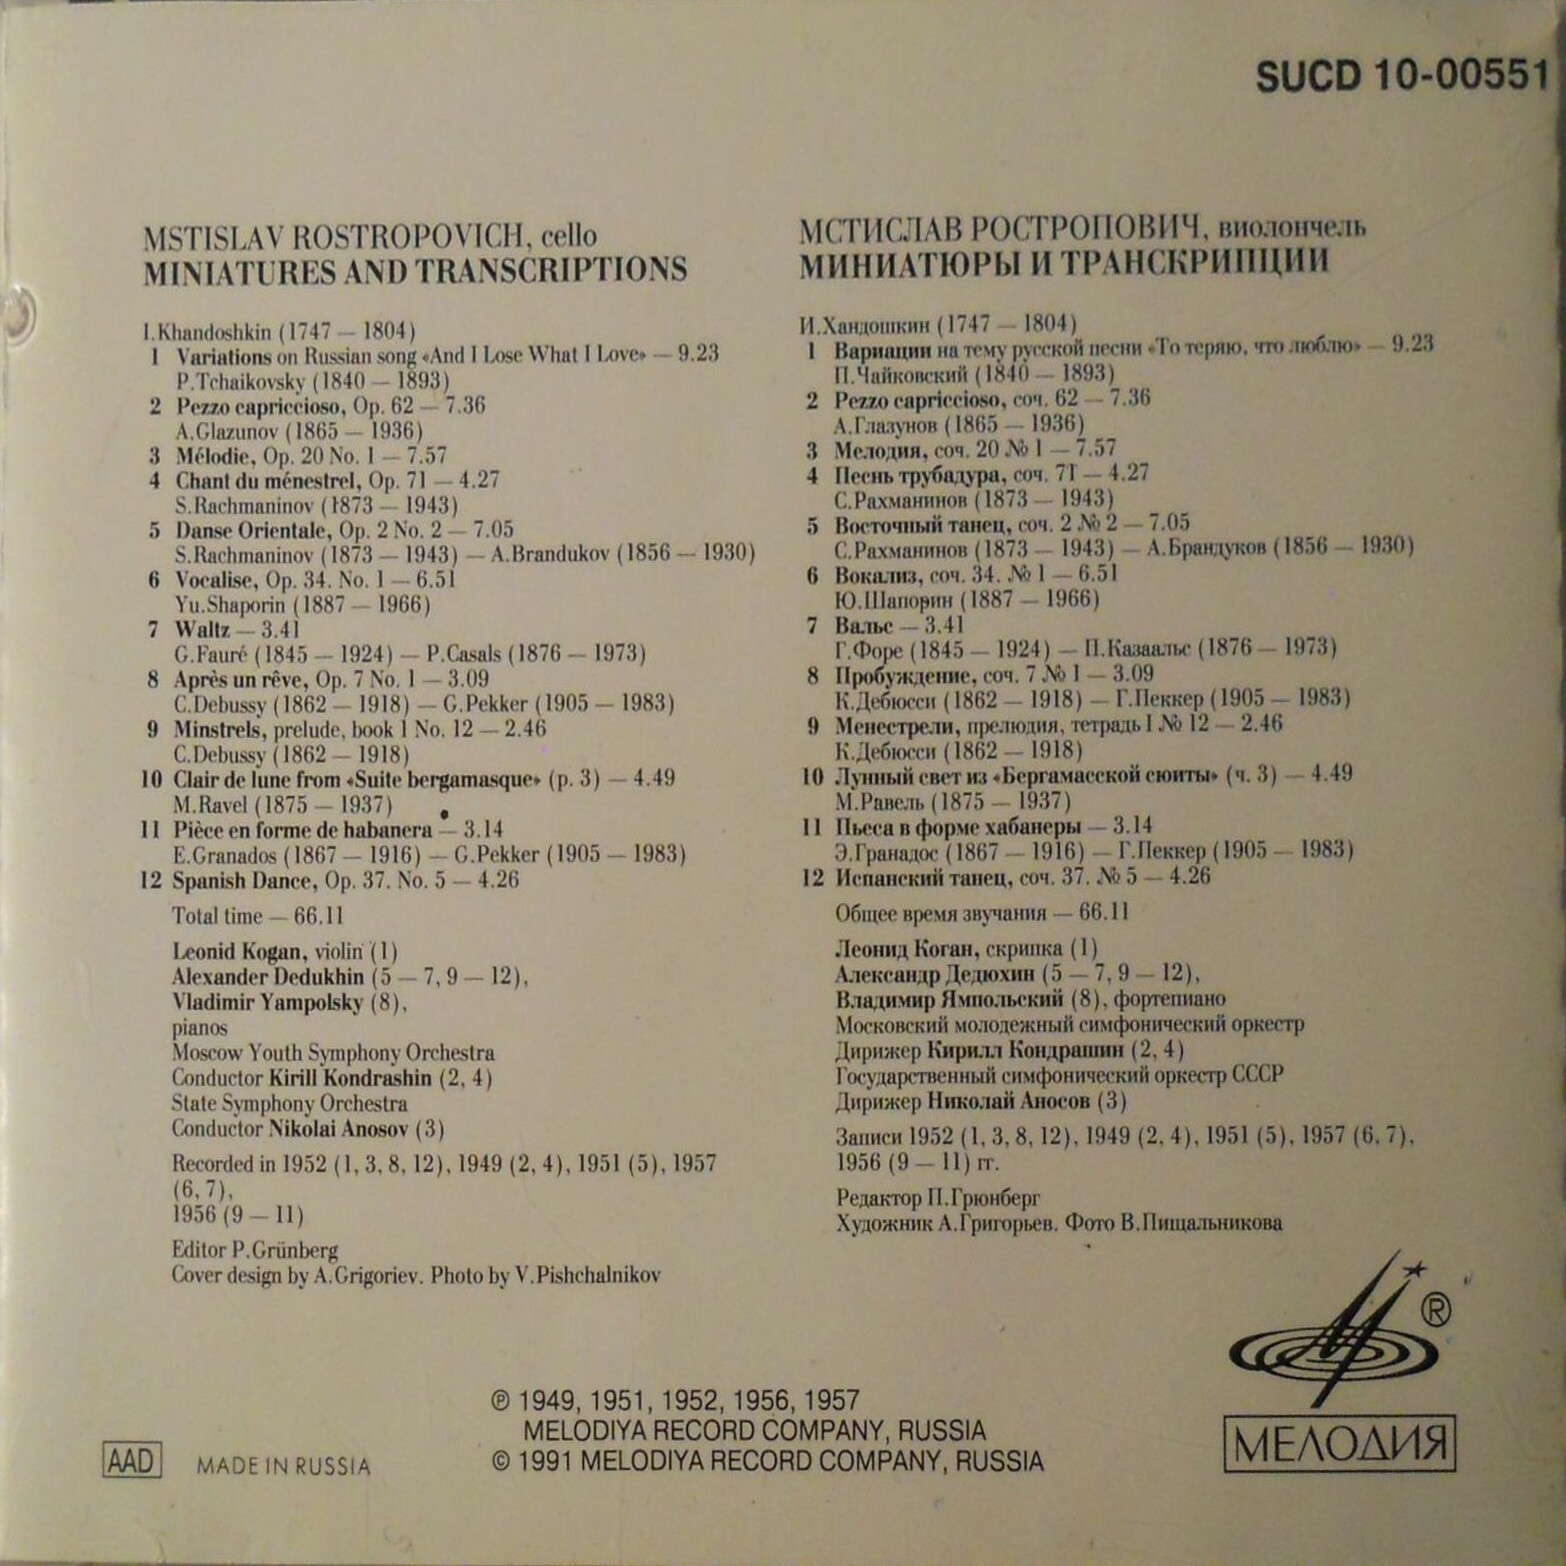 SUCD 10-00551
MSTISLAV ROSTROPOVICH, cello
MINIATURES AND TRANSCRIPTIONS
I.Khandoshkin (1747 — 1804)
1 Variations on Russian song «And I Lose What I Love» — 9.23
P.Tchaikovsky (1840 — 1893)
2 Pezzo capriccioso, Op. 62 — 7.36
A.Glazunov (1865 — 1936)
3 Mélodie, Op. 20 No. 1 — 7.57
4 Chant du ménestrel, Op. 71 — 4.27
S.Rachmaninov (1873 — 1943)
5 Danse Orientale, Op. 2 No. 2 — 7.05
S.Rachmaninov (1873 — 1943) — A.Brandukov (1856 — 1930)
6 Vocalise, Op. 34. No. 1 — 6.51
Yu.Shaporin (1887 — 1966)
7 Waltz — 3.41
G.Fauré (1845 — 1924) — P.Casals (1876 — 1973)
8 Après un rêve, Op. 7 No. 1 — 3.09
C.Debussy (1862 — 1918) — G.Pekker (1905 — 1983)
9 Minstrels, prelude, book 1 No. 12 — 2.46
C.Debussy (1862 — 1918)
10 Clair de lune from «Suite bergamasque» (p. 3) — 4.49
M.Ravel (1875 — 1937)
11 Pièce en forme de habanera — 3.14
E.Granados (1867 — 1916) — G.Pekker (1905 — 1983)
12 Spanish Dance, Op. 37. No. 5 — 4.26
Total time — 66.11
Leonid Kogan, violin (1)
Alexander Dedukhin (5 — 7, 9 — 12),
Vladimir Yampolsky (8),
pianos
Moscow Youth Symphony Orchestra
Conductor Kirill Kondrashin (2, 4)
State Symphony Orchestra
Conductor Nikolai Anosov (3)
Recorded in 1952 (1, 3, 8, 12), 1949 (2, 4), 1951 (5), 1957
(6, 7),
1956 (9 — 11)
Editor P.Grünberg
Cover design by A.Grigoriev. Photo by V.Pishchalnikov
МСТИСЛАВ РОСТРОПОВИЧ, виолончель
МИНИАТЮРЫ И ТРАНСКРИПЦИИ
И.Хандошкин (1747 — 1804)
1 Вариации на тему русской песни «То теряю, что люблю» — 9.23
П.Чайковский (1840 — 1893)
2 Pezzo capriccioso, соч. 62 — 7.36
А.Глазунов (1865 — 1936)
3 Мелодия, соч. 20 № 1 — 7.57
4 Песнь трубадура, соч. 71 — 4.27
С.Рахманинов (1873 — 1943)
5 Восточный танец, соч. 2 № 2 — 7.05
С.Рахманинов (1873 — 1943) — А.Брандуков (1856 — 1930)
6 Вокализ, соч. 34. № 1 — 6.51
Ю.Шапорин (1887 — 1966)
7 Вальс — 3.41
Г.Форе (1845 — 1924) — П.Казаальс (1876 — 1973)
8 Пробуждение, соч. 7 № 1 — 3.09
К.Дебюсси (1862 — 1918) — Г.Пеккер (1905 — 1983)
9 Менестрели, прелюдия, тетрадь 1 № 12 — 2.46
К.Дебюсси (1862 — 1918)
10 Лунный свет из «Бергамасской сюиты» (ч. 3) — 4.49
М.Равель (1875 — 1937)
11 Пьеса в форме хабанеры — 3.14
Э.Гранадос (1867 — 1916) — Г.Пеккер (1905 — 1983)
12 Испанский танец, соч. 37. № 5 — 4.26
Общее время звучания — 66.11
Леонид Коган, скрипка (1)
Александр Дедюхин (5 — 7, 9 — 12),
Владимир Ямпольский (8), фортепиано
Московский молодежный симфонический оркестр
Дирижер Кирилл Кондрашин (2, 4)
Государственный симфонический оркестр СССР
Дирижер Николай Аносов (3)
Записи 1952 (1, 3, 8, 12), 1949 (2, 4), 1951 (5), 1957 (6, 7),
1956 (9 — 11) гг.
Редактор П.Грюнберг
Художник А.Григорьев. Фото В.Пищальникова
®
МЕЛОДИЯ
℗ 1949, 1951, 1952, 1956, 1957
MELODIYA RECORD COMPANY, RUSSIA
© 1991 MELODIYA RECORD COMPANY, RUSSIA
AAD MADE IN RUSSIA